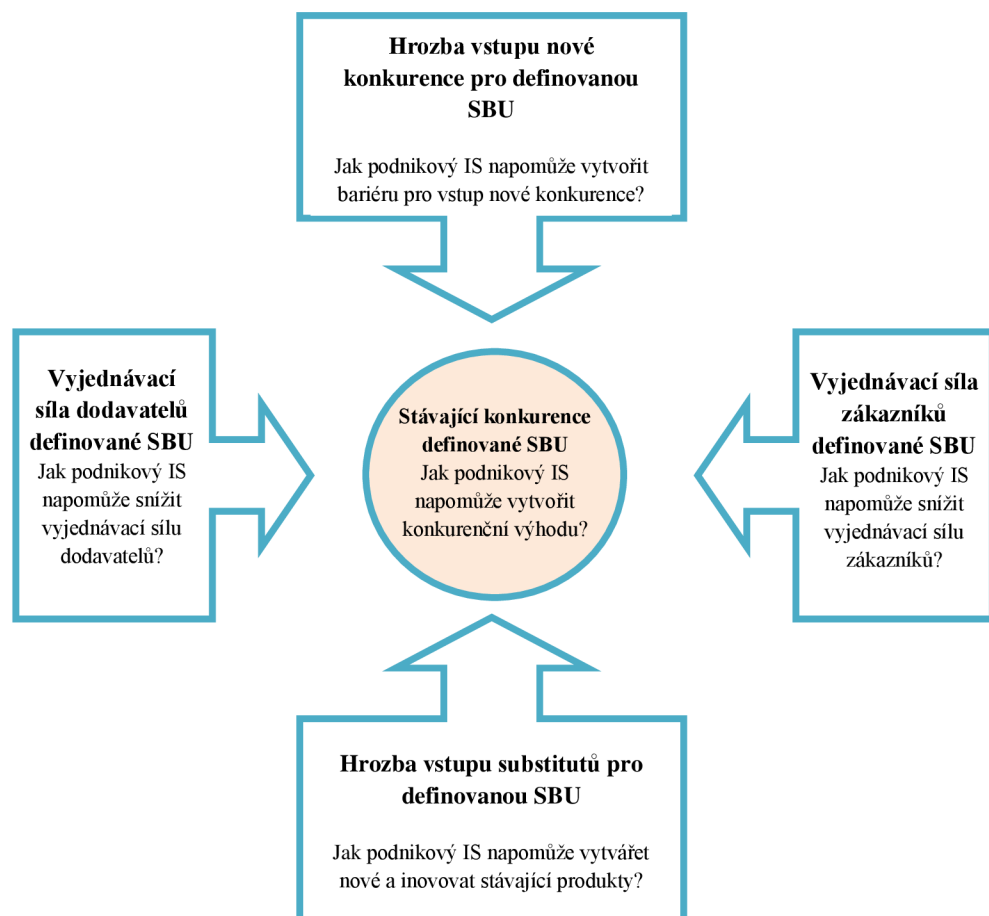 Hrozba vstupu nové
konkurence pro definovanou
SBU
Jak podnikový IS napomůže vytvořit
bariéru pro vstup nové konkurence?
Vyjednávací
síla dodavatelů
definované SBU
Jak podnikový IS
napomůže snížit
vyjednávací sílu
dodavatelů?
Stávající konkurence
definované SBU
Jak podnikový IS
napomůže vytvořit
konkurenční výhodu?
Vyjednávací síla
zákazníků
definované SBU
Jak podnikový IS
napomůže snížit
vyjednávací sílu
zákazníků?
Hrozba vstupu substitutů pro
definovanou SBU
Jak podnikový IS napomůže vytvářet
nové a inovovat stávající produkty?